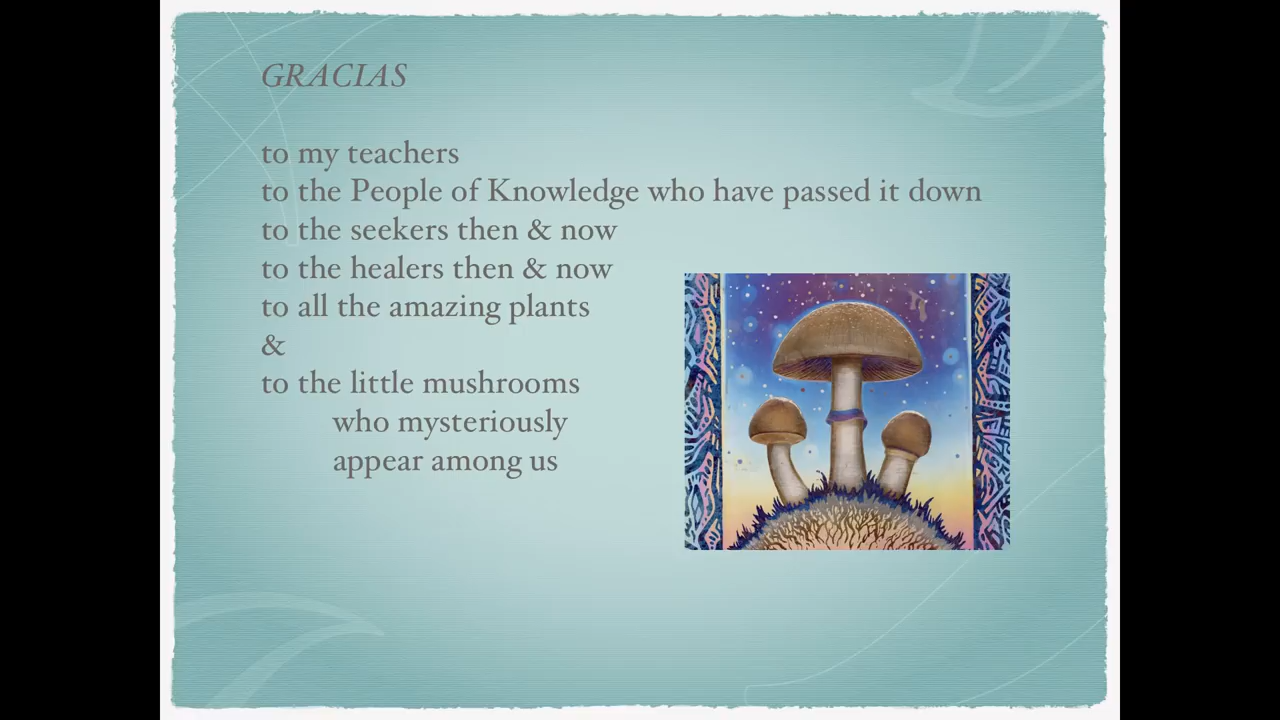 GRACIAS
to my teachers
to the People of Knowledge who have passed it down
to the seekers then & now
to the healers then & now
to all the amazing plants
&
to the little mushrooms
who mysteriously
appear among us